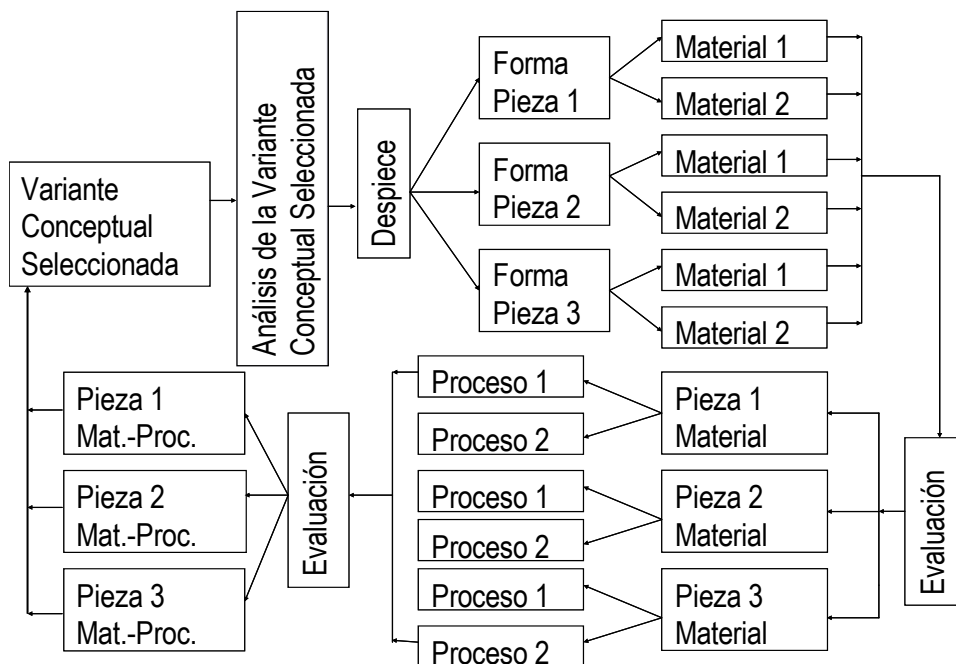 Variante
Conceptual
Seleccionada
Análisis de la Variante
Conceptual Seleccionada
Despiece
Forma
Pieza 1
Forma
Pieza 2
Forma
Pieza 3
Material 1
Material 2
Material 1
Material 2
Material 1
Material 2
Evaluación
Pieza 1
Material
Pieza 2
Material
Pieza 3
Material
Proceso 1
Proceso 2
Proceso 1
Proceso 2
Proceso 1
Proceso 2
Evaluación
Pieza 1
Mat.-Proc.
Pieza 2
Mat.-Proc.
Pieza 3
Mat.-Proc.